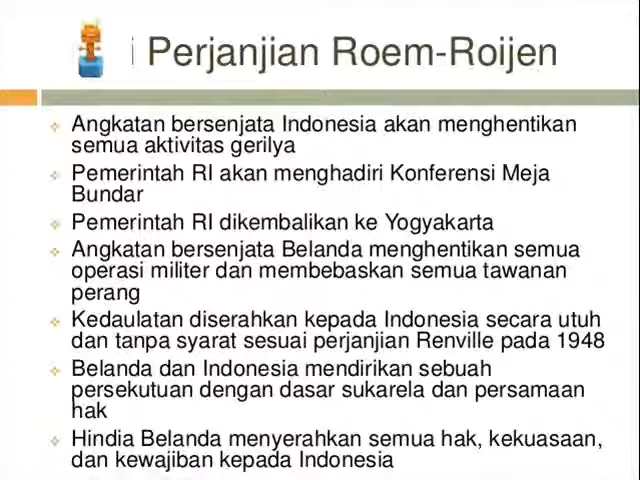 Perjanjian Roem-Roijen
Angkatan bersenjata Indonesia akan menghentikan
semua aktivitas gerilya
Pemerintah RI akan menghadiri Konferensi Meja
Bundar
Pemerintah RI dikembalikan ke Yogyakarta
Angkatan bersenjata Belanda menghentikan semua
operasi militer dan membebaskan semua tawanan
perang
Kedaulatan diserahkan kepada Indonesia secara utuh
dan tanpa syarat sesuai perjanjian Renville pada 1948
Belanda dan Indonesia mendirikan sebuah
persekutuan dengan dasar sukarela dan persamaan
hak
Hindia Belanda menyerahkan semua hak, kekuasaan,
dan kewajiban kepada Indonesia